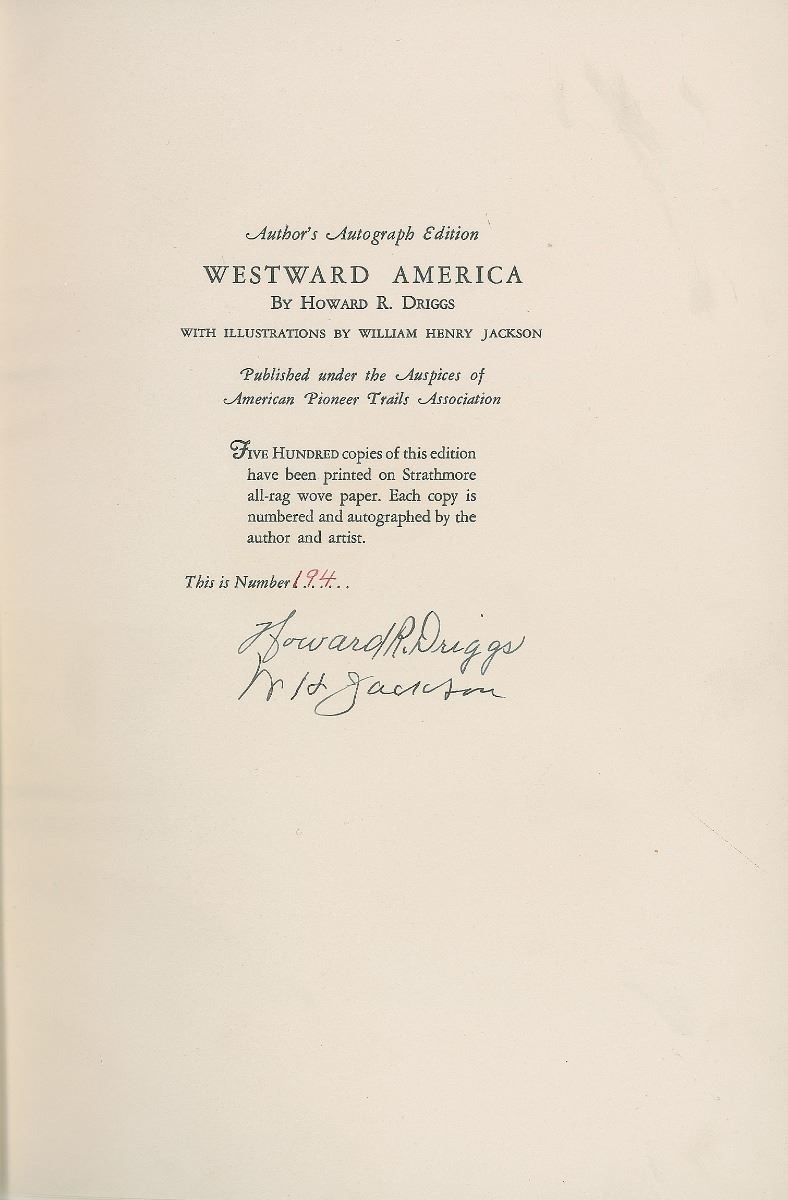 Author's Autograph Edition
WESTWARD AMERICA
BY HOWARD R. DRIGGS
WITH ILLUSTRATIONS BY WILLIAM HENRY JACKSON
Published under the Auspices of
American Pioneer Trails Association
FIVE HUNDRED copies of this edition
have been printed on Strathmore
all-rag wove paper. Each copy is
numbered and autographed by the
author and artist.
This is Number 194.....
Howard R. Driggs
W H Jackson